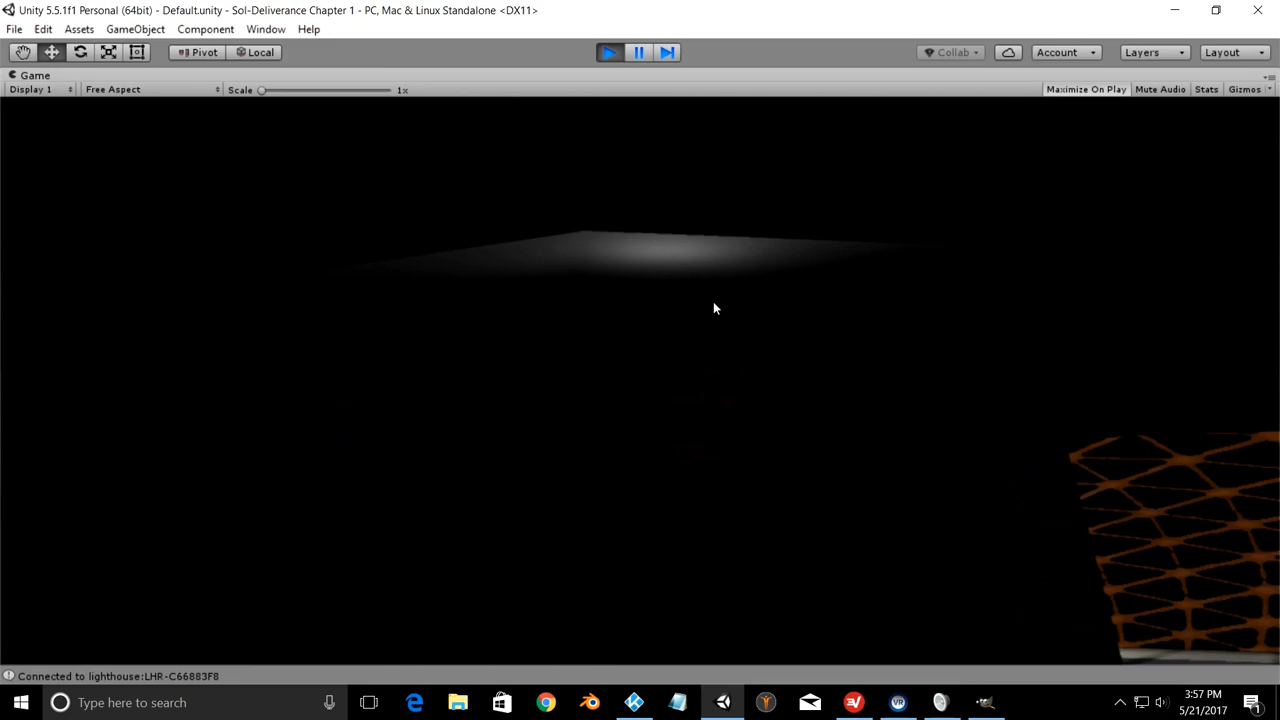 Unity 5.5.1f1 Personal (64bit) - Default.unity - Sol-Deliverance Chapter 1 - PC, Mac & Linux Standalone <DX11>
File Edit Assets GameObject Component Window Help
Pivot Local Collab Account Layers Layout
Game
Display 1 Free Aspect Scale 1x Maximize On Play Mute Audio Stats Gizmos
Connected to lighthouse:LHR-C66883F8
Type here to search
3:57 PM
5/21/2017